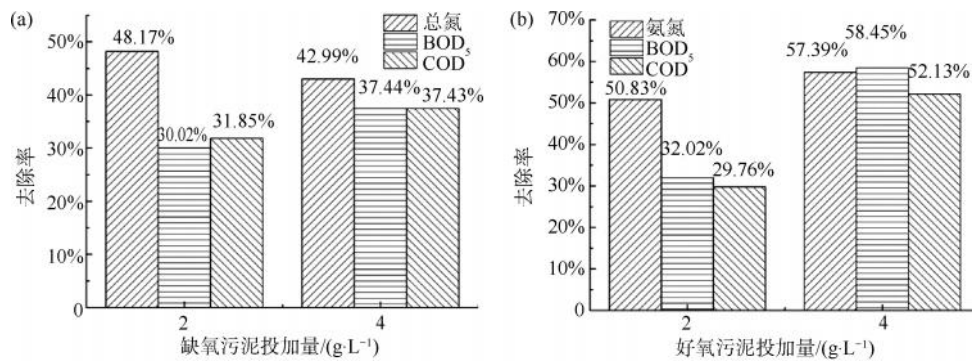 (a)
总氮
BOD₅
COD
50%
40%
30%
20%
10%
0
去除率
48.17%
30.02%
31.85%
42.99%
37.44%
37.43%
2
4
缺氧污泥投加量/(g·L⁻¹)
(b)
氨氮
BOD₅
COD
70%
60%
50%
40%
30%
20%
10%
0
去除率
50.83%
32.02%
29.76%
57.39%
58.45%
52.13%
2
4
好氧污泥投加量/(g·L⁻¹)